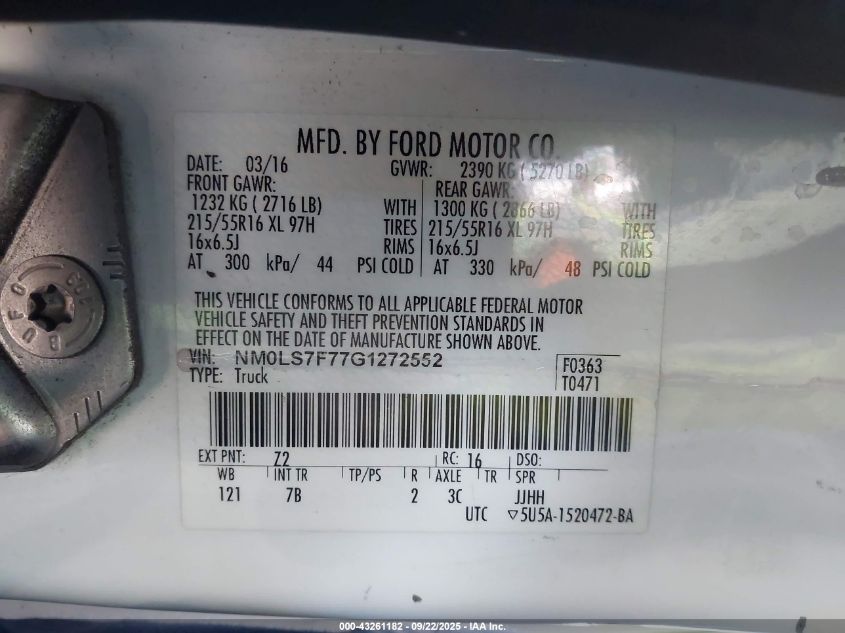 MFD. BY FORD MOTOR CO.
DATE: 03/16 GVWR: 2390 KG ( 5270 LB)
FRONT GAWR: REAR GAWR:
1232 KG ( 2716 LB) WITH 1300 KG ( 2866 LB) WITH
215/55R16 XL 97H TIRES 215/55R16 XL 97H TIRES
16x6.5J RIMS 16x6.5J RIMS
AT 300 kPa/ 44 PSI COLD AT 330 kPa/ 48 PSI COLD
THIS VEHICLE CONFORMS TO ALL APPLICABLE FEDERAL MOTOR
VEHICLE SAFETY AND THEFT PREVENTION STANDARDS IN
EFFECT ON THE DATE OF MANUFACTURE SHOWN ABOVE.
VIN: NM0LS7F77G1272552 F0363
TYPE: Truck T0471
EXT PNT: Z2 RC: 16 DSO:
WB INT TR TP/PS R AXLE TR SPR
121 7B 2 3C JJHH
UTC ▽5U5A-1520472-BA
000-43261182 - 09/22/2025 - IAA Inc.